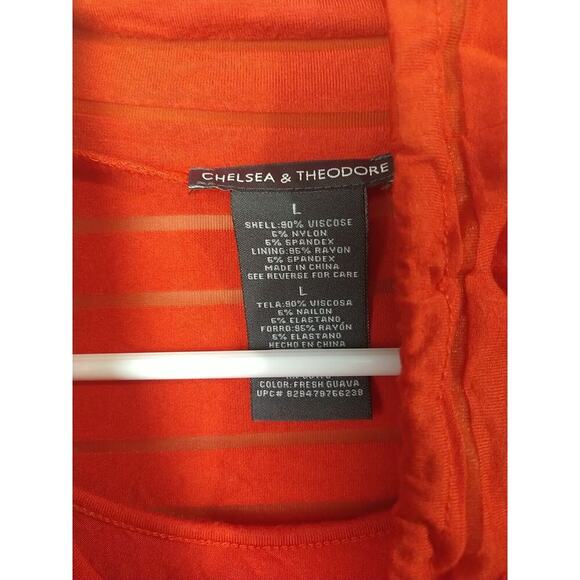 CHELSEA & THEODORE
L
SHELL:90% VISCOSE
5% NYLON
5% SPANDEX
LINING:95% RAYON
5% SPANDEX
MADE IN CHINA
SEE REVERSE FOR CARE
L
TELA:90% VISCOSA
5% NAILON
5% ELASTANO
FORRO:95% RAYÓN
5% ELASTANO
HECHO EN CHINA
COLOR: FRESH GUAVA
UPC# 829479756238